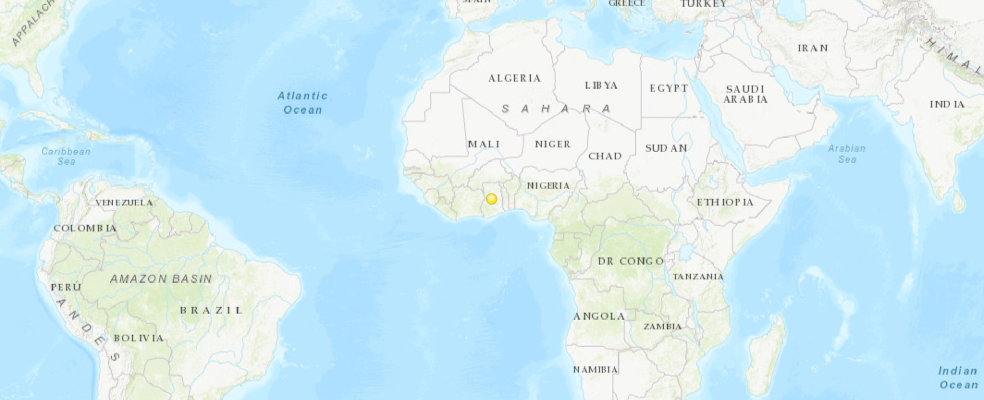 SPAIN
GREECE
TURKEY
APPALACH
IRAN
HIMAL
ALGERIA
LIBYA
EGYPT
SAUDI
ARABIA
Atlantic
Ocean
SAHARA
INDIA
MALI
NIGER
CHAD
SUDAN
Caribbean
Sea
Arabian
Sea
NIGERIA
VENEZUELA
ETHIOPIA
COLOMBIA
DR CONGO
AMAZON BASIN
TANZANIA
PERU
BRAZIL
ANDES
ANGOLA
ZAMBIA
BOLIVIA
NAMIBIA
Indian
Ocean